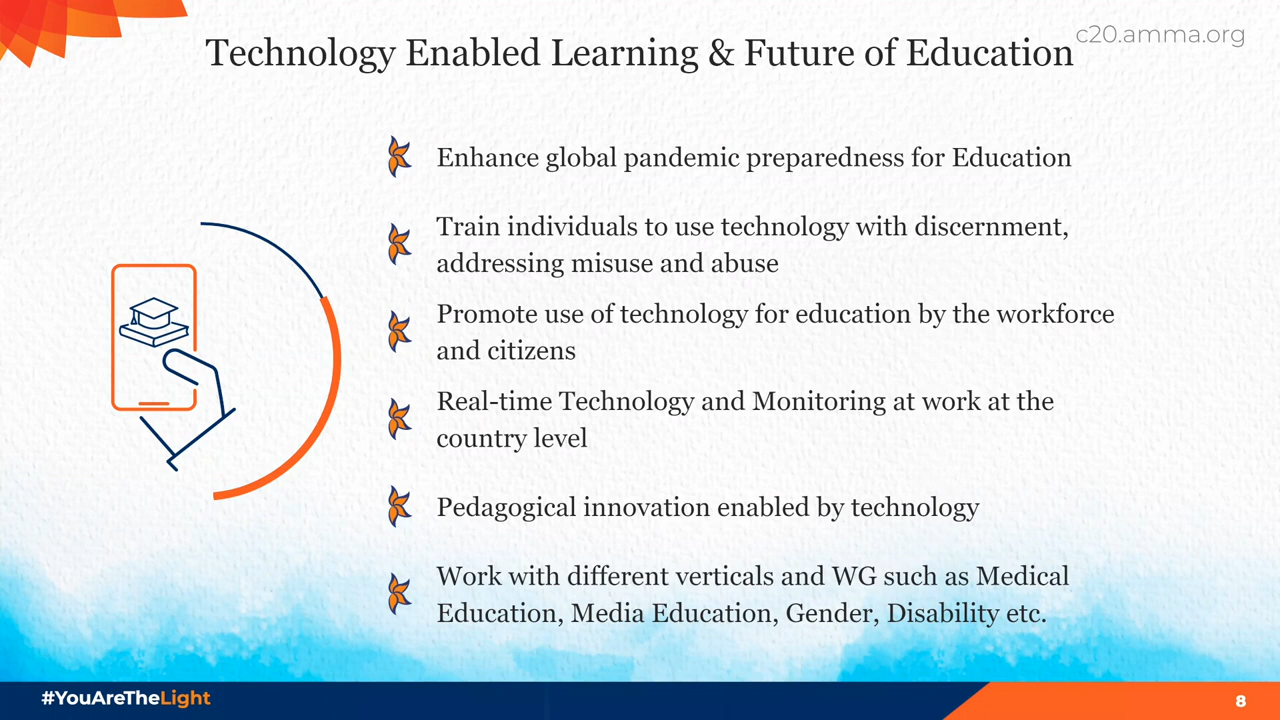 c20.amma.org
Technology Enabled Learning & Future of Education
Enhance global pandemic preparedness for Education
Train individuals to use technology with discernment,
addressing misuse and abuse
Promote use of technology for education by the workforce
and citizens
Real-time Technology and Monitoring at work at the
country level
Pedagogical innovation enabled by technology
Work with different verticals and WG such as Medical
Education, Media Education, Gender, Disability etc.
#YouAreTheLight
8